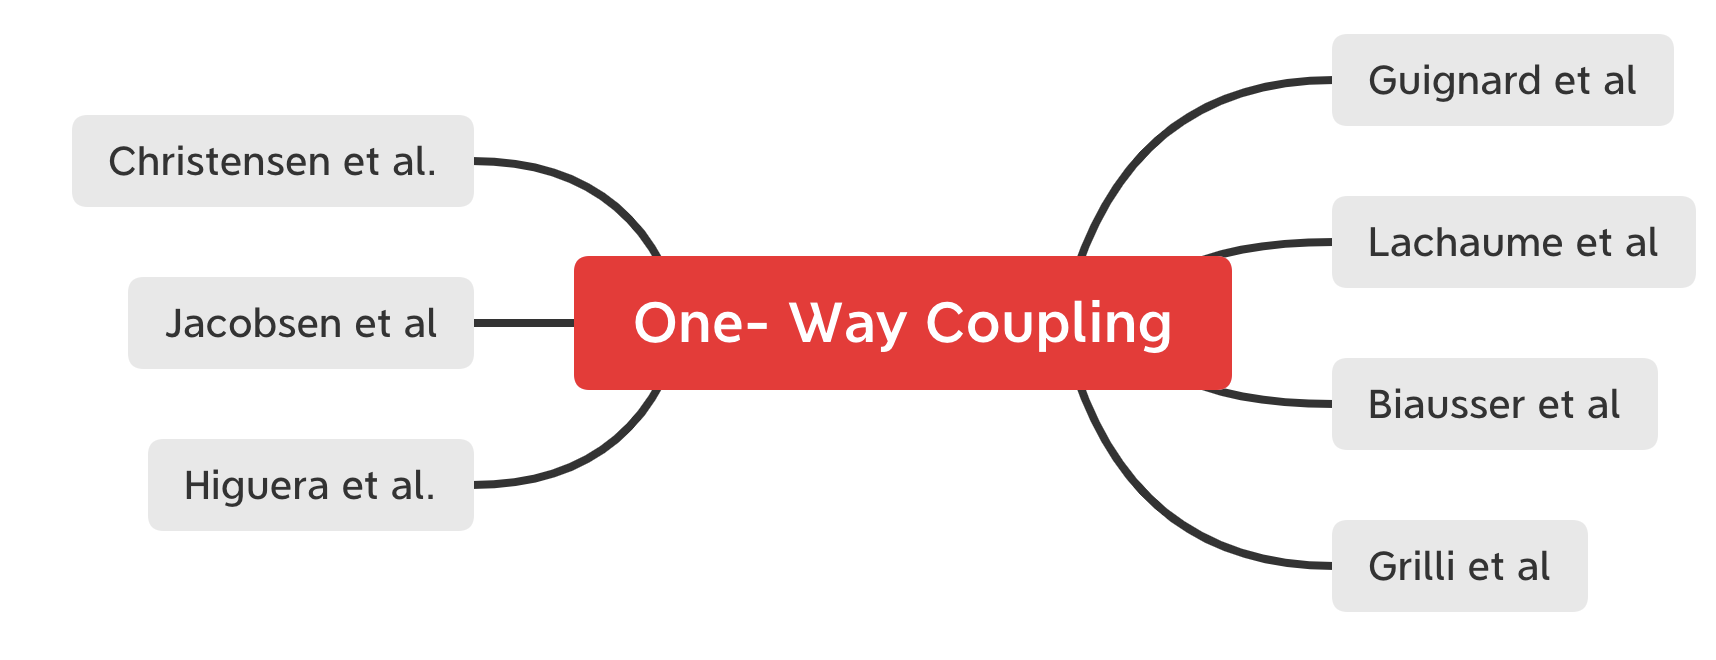 Christensen et al.
Jacobsen et al
Higuera et al.
One- Way Coupling
Guignard et al
Lachaume et al
Biausser et al
Grilli et al